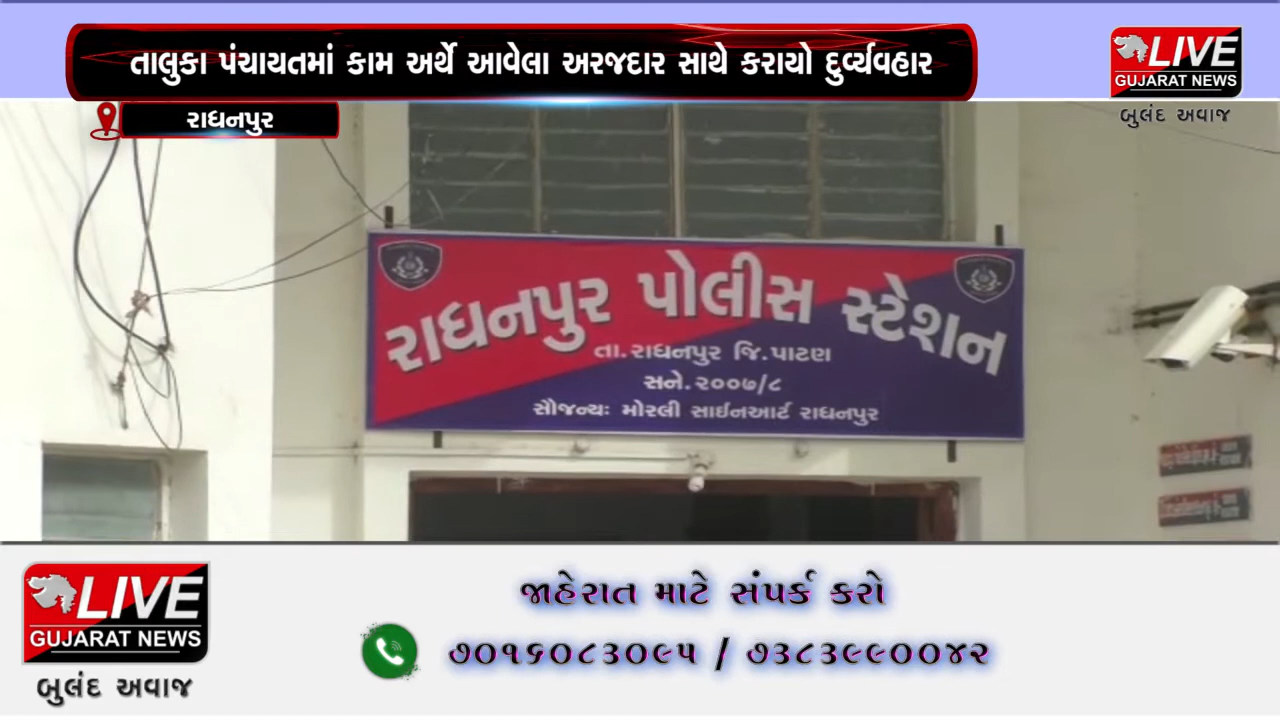 તાલુકા પંચાયતમાં કામ અર્થે આવેલા અરજદાર સાથે કરાયો દુર્વ્યવહાર
LIVE
GUJARAT NEWS
બુલંદ અવાજ
રાધનપુર
રાધનપુર પોલીસ સ્ટેશન
તા.રાધનપુર જિ.પાટણ
સને.૨૦૦૭/૮
સૌજન્યઃ મોરલી સાઈનઆર્ટ રાધનપુર
LIVE
GUJARAT NEWS
બુલંદ અવાજ
જાહેરાત માટે સંપર્ક કરો
૭૦૧૬૦૮૩૦૯૫ / ૭૩૮૩૯૯૦૦૪૨